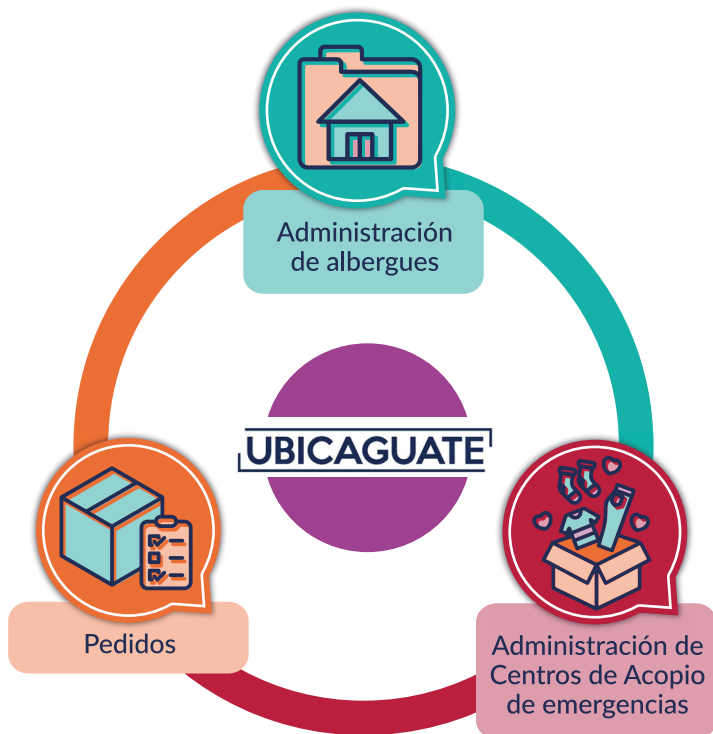 Administración
de albergues
UBICAGUATE
Pedidos
Administración de
Centros de Acopio
de emergencias